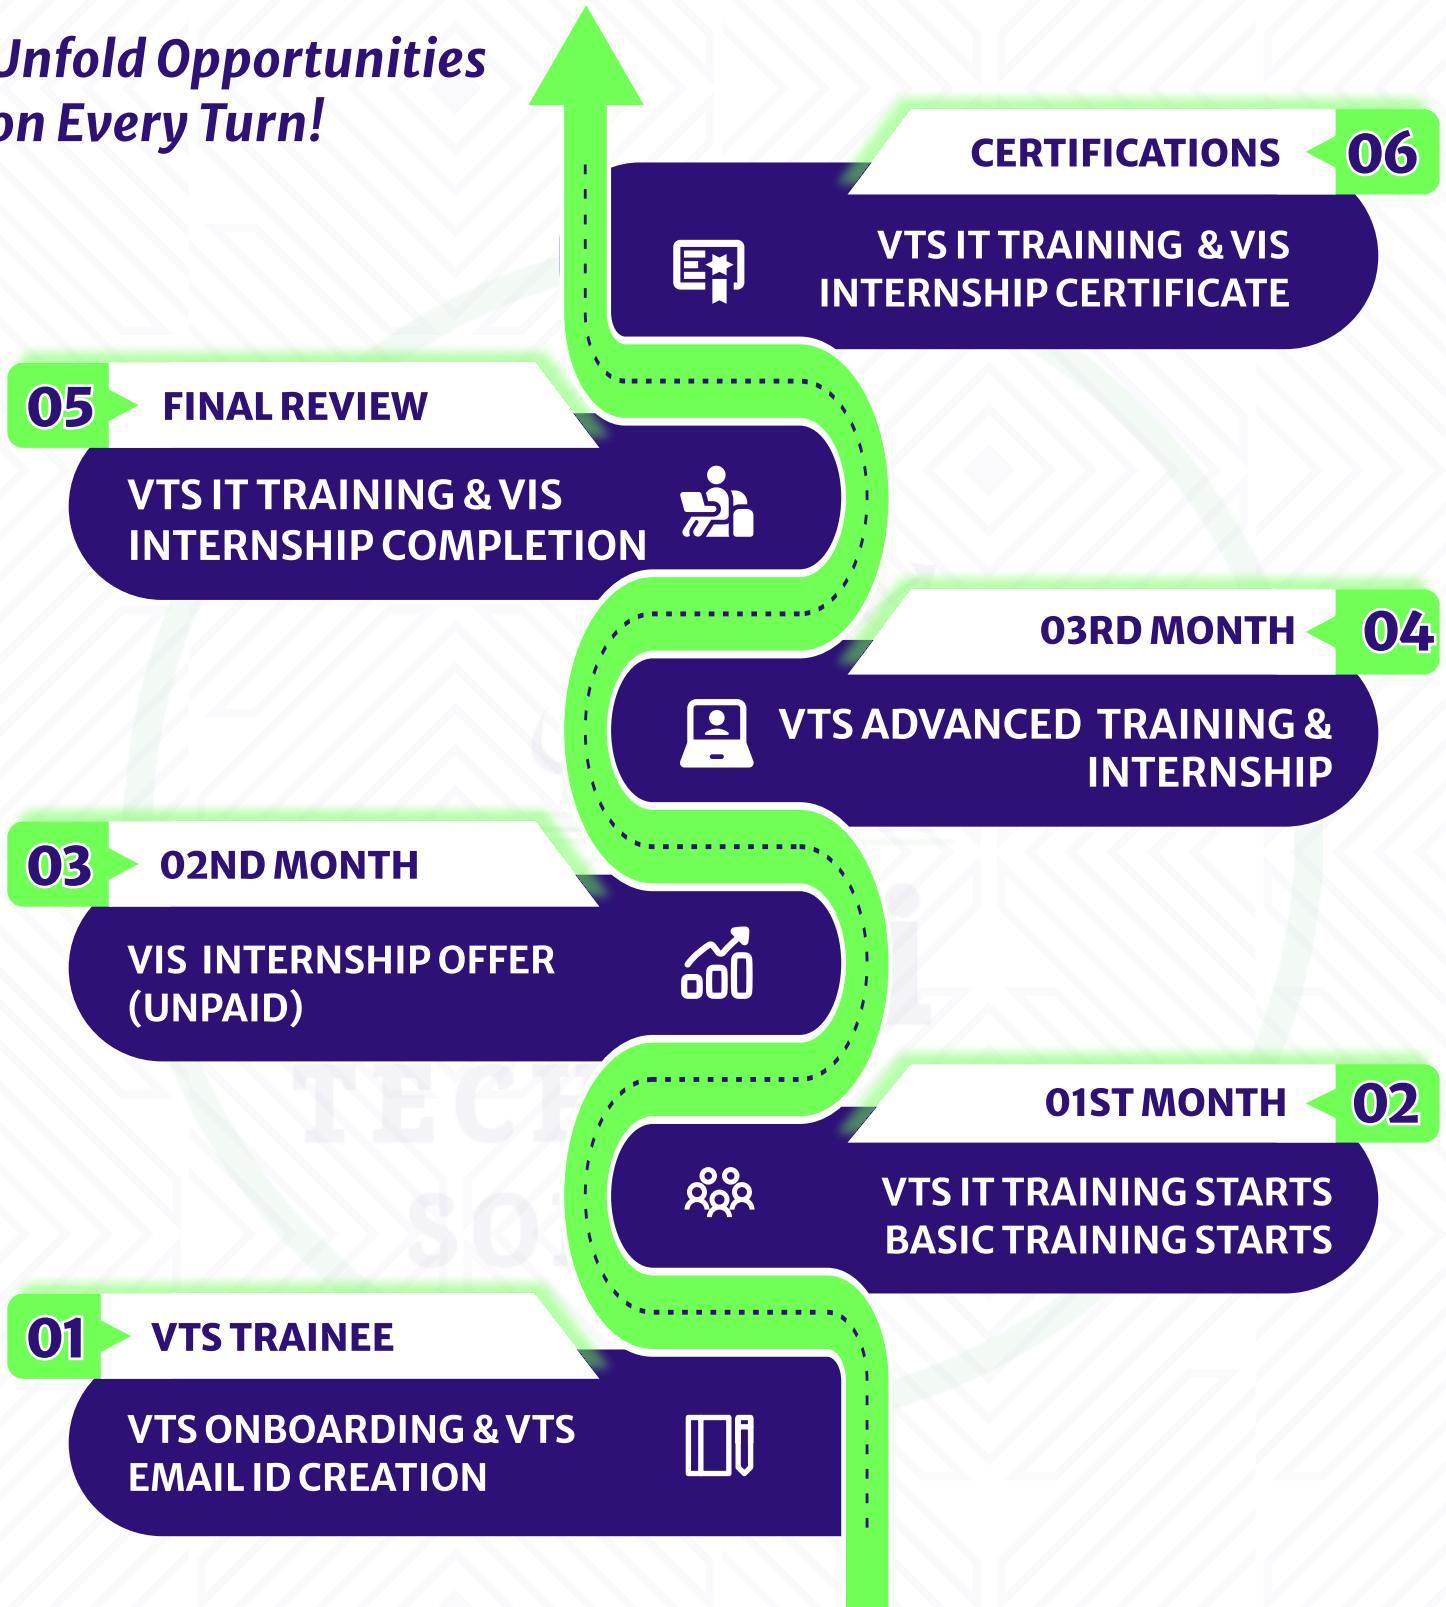 Unfold Opportunities
on Every Turn!
CERTIFICATIONS
06
VTS IT TRAINING & VIS
INTERNSHIP CERTIFICATE
05
FINAL REVIEW
VTS IT TRAINING & VIS
INTERNSHIP COMPLETION
03RD MONTH
04
VTS ADVANCED TRAINING &
INTERNSHIP
03
02ND MONTH
VIS INTERNSHIP OFFER
(UNPAID)
01ST MONTH
02
VTS IT TRAINING STARTS
BASIC TRAINING STARTS
01
VTS TRAINEE
VTS ONBOARDING & VTS
EMAIL ID CREATION